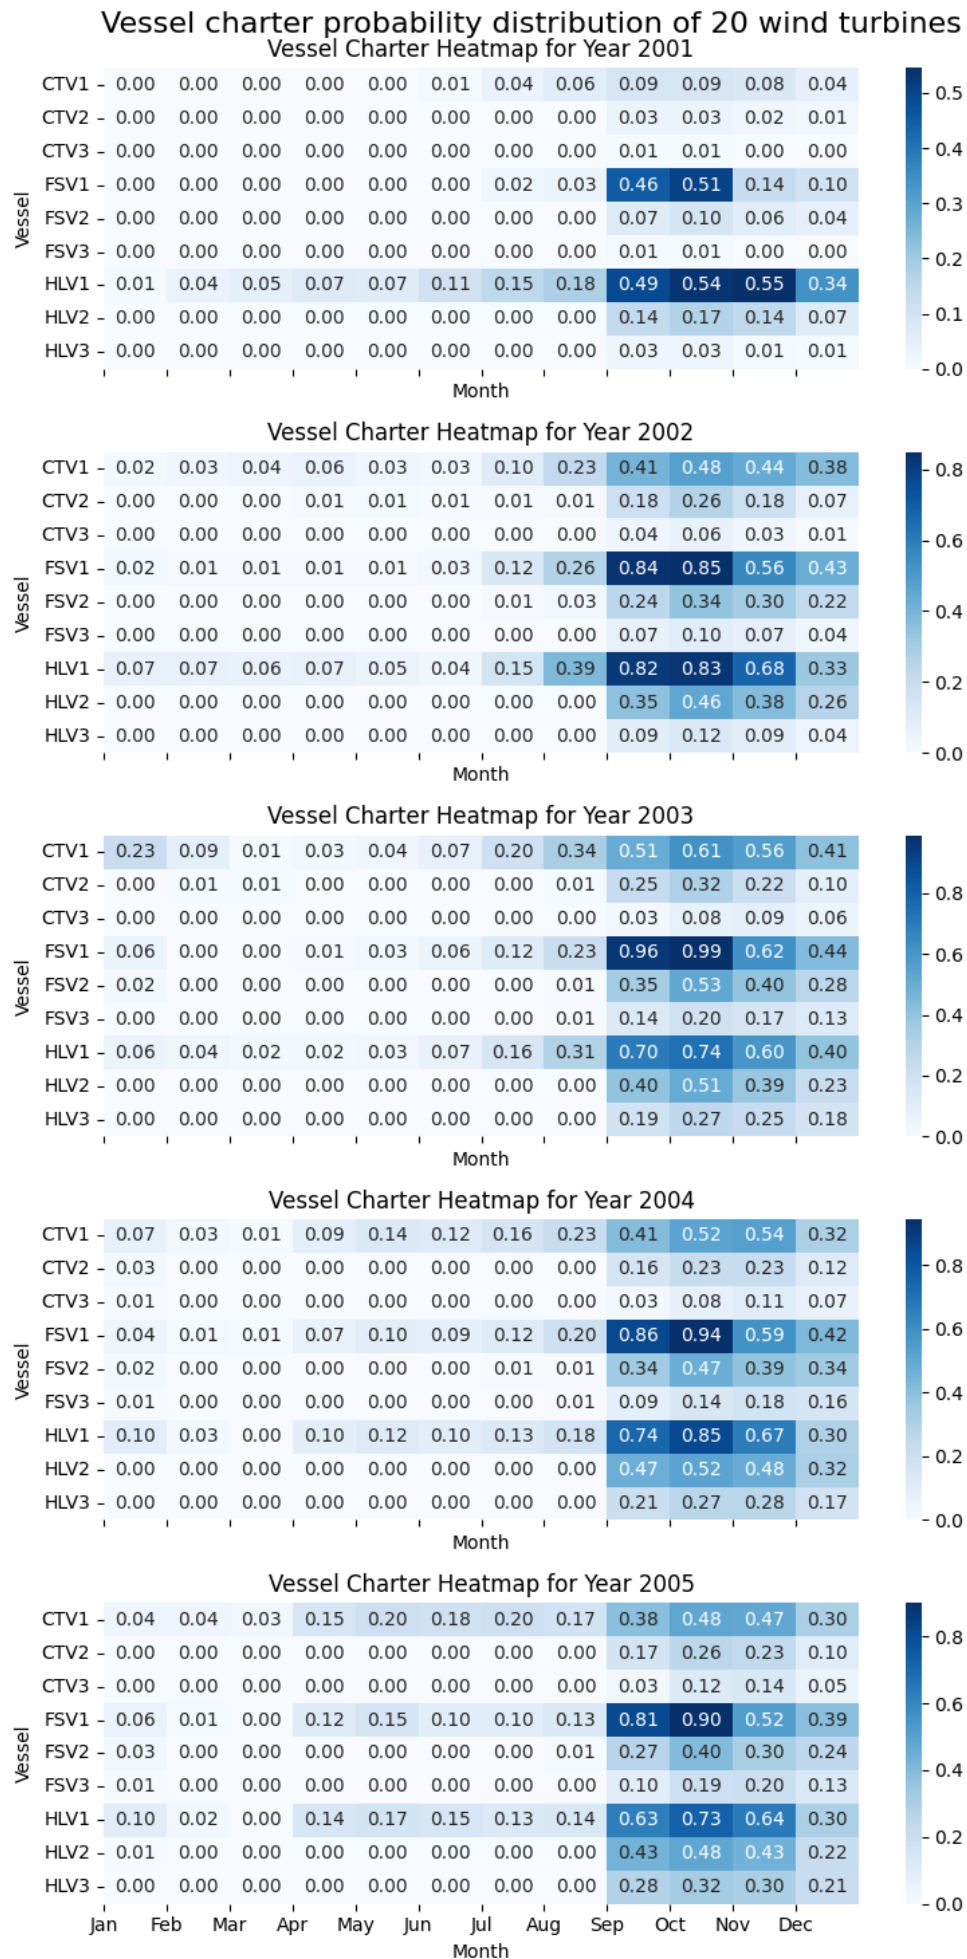 Vessel charter probability distribution of 20 wind turbines
Vessel Charter Heatmap for Year 2001
CTV1 0.00 0.00 0.00 0.00 0.00 0.01 0.04 0.06 0.09 0.09 0.08 0.04
CTV2 0.00 0.00 0.00 0.00 0.00 0.00 0.00 0.00 0.03 0.03 0.02 0.01
CTV3 0.00 0.00 0.00 0.00 0.00 0.00 0.00 0.00 0.01 0.01 0.00 0.00
FSV1 0.00 0.00 0.00 0.00 0.00 0.00 0.02 0.03 0.46 0.51 0.14 0.10
FSV2 0.00 0.00 0.00 0.00 0.00 0.00 0.00 0.00 0.07 0.10 0.06 0.04
FSV3 0.00 0.00 0.00 0.00 0.00 0.00 0.00 0.00 0.01 0.01 0.00 0.00
HLV1 0.01 0.04 0.05 0.07 0.07 0.11 0.15 0.18 0.49 0.54 0.55 0.34
HLV2 0.00 0.00 0.00 0.00 0.00 0.00 0.00 0.00 0.14 0.17 0.14 0.07
HLV3 0.00 0.00 0.00 0.00 0.00 0.00 0.00 0.00 0.03 0.03 0.01 0.01
Vessel
Month
0.5
0.4
0.3
0.2
0.1
0.0
Vessel Charter Heatmap for Year 2002
CTV1 0.02 0.03 0.04 0.06 0.03 0.03 0.10 0.23 0.41 0.48 0.44 0.38
CTV2 0.00 0.00 0.00 0.01 0.01 0.01 0.01 0.01 0.18 0.26 0.18 0.07
CTV3 0.00 0.00 0.00 0.00 0.00 0.00 0.00 0.00 0.04 0.06 0.03 0.01
FSV1 0.02 0.01 0.01 0.01 0.01 0.03 0.12 0.26 0.84 0.85 0.56 0.43
FSV2 0.00 0.00 0.00 0.00 0.00 0.00 0.01 0.03 0.24 0.34 0.30 0.22
FSV3 0.00 0.00 0.00 0.00 0.00 0.00 0.00 0.00 0.07 0.10 0.07 0.04
HLV1 0.07 0.07 0.06 0.07 0.05 0.04 0.15 0.39 0.82 0.83 0.68 0.33
HLV2 0.00 0.00 0.00 0.00 0.00 0.00 0.00 0.00 0.35 0.46 0.38 0.26
HLV3 0.00 0.00 0.00 0.00 0.00 0.00 0.00 0.00 0.09 0.12 0.09 0.04
Vessel
Month
0.8
0.6
0.4
0.2
0.0
Vessel Charter Heatmap for Year 2003
CTV1 0.23 0.09 0.01 0.03 0.04 0.07 0.20 0.34 0.51 0.61 0.56 0.41
CTV2 0.00 0.01 0.01 0.00 0.00 0.00 0.00 0.01 0.25 0.32 0.22 0.10
CTV3 0.00 0.00 0.00 0.00 0.00 0.00 0.00 0.00 0.03 0.08 0.09 0.06
FSV1 0.06 0.00 0.00 0.01 0.03 0.06 0.12 0.23 0.96 0.99 0.62 0.44
FSV2 0.02 0.00 0.00 0.00 0.00 0.00 0.00 0.01 0.35 0.53 0.40 0.28
FSV3 0.00 0.00 0.00 0.00 0.00 0.00 0.00 0.01 0.14 0.20 0.17 0.13
HLV1 0.06 0.04 0.02 0.02 0.03 0.07 0.16 0.31 0.70 0.74 0.60 0.40
HLV2 0.00 0.00 0.00 0.00 0.00 0.00 0.00 0.00 0.40 0.51 0.39 0.23
HLV3 0.00 0.00 0.00 0.00 0.00 0.00 0.00 0.00 0.19 0.27 0.25 0.18
Vessel
Month
0.8
0.6
0.4
0.2
0.0
Vessel Charter Heatmap for Year 2004
CTV1 0.07 0.03 0.01 0.09 0.14 0.12 0.16 0.23 0.41 0.52 0.54 0.32
CTV2 0.03 0.00 0.00 0.00 0.00 0.00 0.00 0.00 0.16 0.23 0.23 0.12
CTV3 0.01 0.00 0.00 0.00 0.00 0.00 0.00 0.00 0.03 0.08 0.11 0.07
FSV1 0.04 0.01 0.01 0.07 0.10 0.09 0.12 0.20 0.86 0.94 0.59 0.42
FSV2 0.02 0.00 0.00 0.00 0.00 0.00 0.01 0.01 0.34 0.47 0.39 0.34
FSV3 0.01 0.00 0.00 0.00 0.00 0.00 0.00 0.01 0.09 0.14 0.18 0.16
HLV1 0.10 0.03 0.00 0.10 0.12 0.10 0.13 0.18 0.74 0.85 0.67 0.30
HLV2 0.00 0.00 0.00 0.00 0.00 0.00 0.00 0.00 0.47 0.52 0.48 0.32
HLV3 0.00 0.00 0.00 0.00 0.00 0.00 0.00 0.00 0.21 0.27 0.28 0.17
Vessel
Month
0.8
0.6
0.4
0.2
0.0
Vessel Charter Heatmap for Year 2005
CTV1 0.04 0.04 0.03 0.15 0.20 0.18 0.20 0.17 0.38 0.48 0.47 0.30
CTV2 0.00 0.00 0.00 0.00 0.00 0.00 0.00 0.00 0.17 0.26 0.23 0.10
CTV3 0.00 0.00 0.00 0.00 0.00 0.00 0.00 0.00 0.03 0.12 0.14 0.05
FSV1 0.06 0.01 0.00 0.12 0.15 0.10 0.10 0.13 0.81 0.90 0.52 0.39
FSV2 0.03 0.00 0.00 0.00 0.00 0.00 0.00 0.01 0.27 0.40 0.30 0.24
FSV3 0.01 0.00 0.00 0.00 0.00 0.00 0.00 0.00 0.10 0.19 0.20 0.13
HLV1 0.10 0.02 0.00 0.14 0.17 0.15 0.13 0.14 0.63 0.73 0.64 0.30
HLV2 0.01 0.00 0.00 0.00 0.00 0.00 0.00 0.00 0.43 0.48 0.43 0.22
HLV3 0.00 0.00 0.00 0.00 0.00 0.00 0.00 0.00 0.28 0.32 0.30 0.21
Vessel
Jan Feb Mar Apr May Jun Jul Aug Sep Oct Nov Dec
Month
0.8
0.6
0.4
0.2
0.0